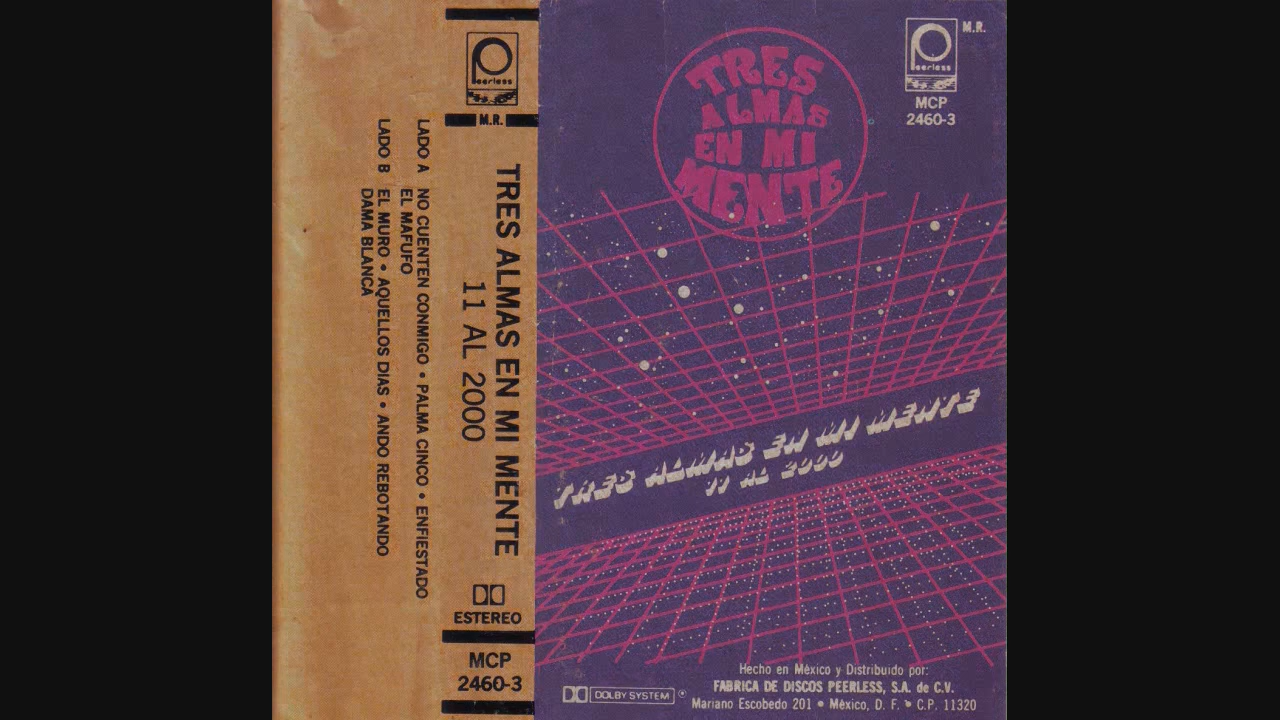 Peerless
M.R.
TRES ALMAS EN MI MENTE
11 AL 2000
LADO A NO CUENTEN CONMIGO • PALMA CINCO • ENFIESTADO
EL MAFUFO
LADO B EL MURO • AQUELLOS DIAS • ANDO REBOTANDO
DAMA BLANCA
ESTEREO
MCP
2460-3
TRES
ALMAS
EN MI
MENTE
Peerless
M.R.
MCP
2460-3
TRES ALMAS EN MI MENTE
11 AL 2000
Hecho en México y Distribuido por:
FABRICA DE DISCOS PEERLESS, S.A. de C.V.
Mariano Escobedo 201 • México, D. F. • C.P. 11320
DOLBY SYSTEM ®